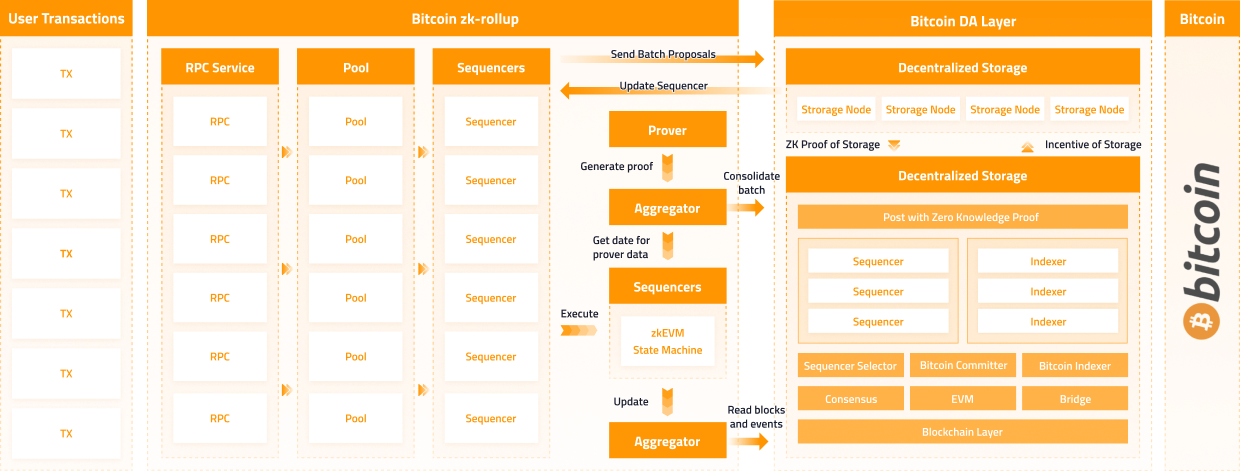 User Transactions
TX
TX
TX
TX
TX
TX
TX
Bitcoin zk-rollup
RPC Service
RPC
RPC
RPC
RPC
RPC
RPC
Pool
Pool
Pool
Pool
Pool
Pool
Pool
Sequencers
Sequencer
Sequencer
Sequencer
Sequencer
Sequencer
Sequencer
Send Batch Proposals
Update Sequencer
Prover
Generate proof
Aggregator
Consolidate
batch
Get date for
prover data
Sequencers
Execute
zkEVM
State Machine
Update
Aggregator
Read blocks
and events
Bitcoin DA Layer
Decentralized Storage
Strorage Node
Strorage Node
Strorage Node
Strorage Node
ZK Proof of Storage
Incentive of Storage
Decentralized Storage
Post with Zero Knowledge Proof
Sequencer
Sequencer
Sequencer
Indexer
Indexer
Indexer
Sequencer Selector
Bitcoin Committer
Bitcoin Indexer
Consensus
EVM
Bridge
Blockchain Layer
Bitcoin
bitcoin